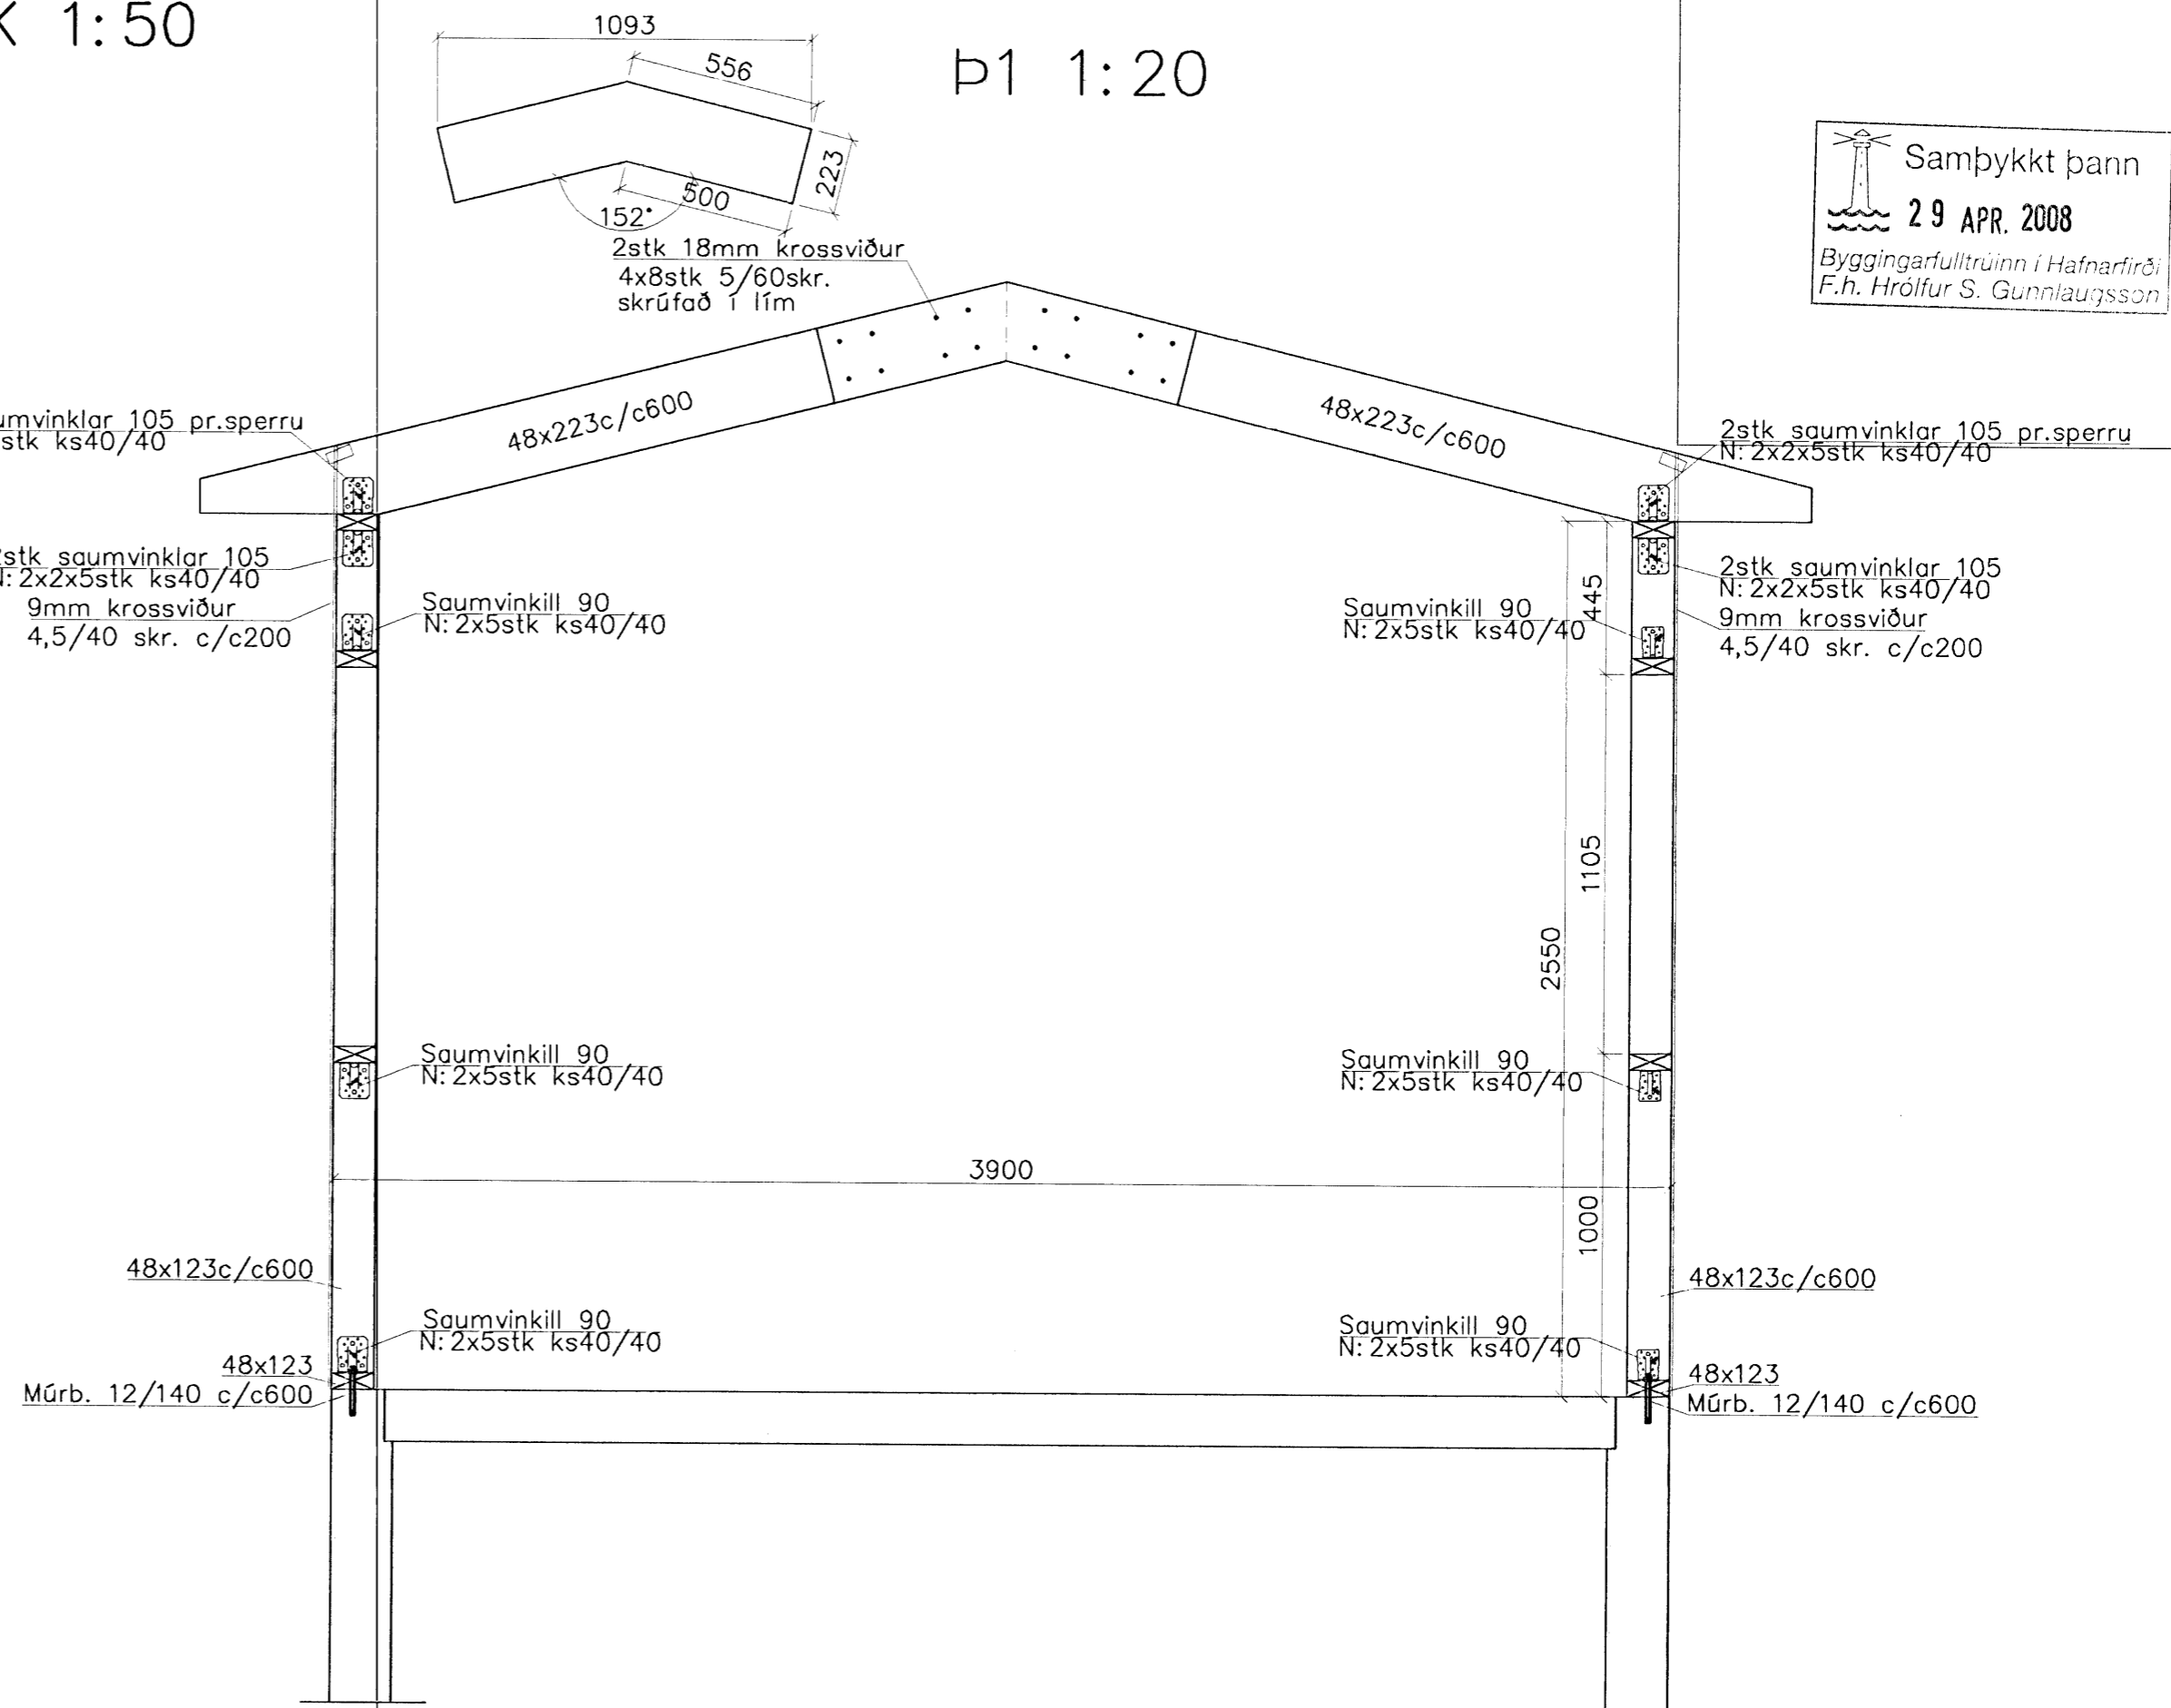 1:50
Þ1 1:20
1093
556
223
500
152°
2stk 18mm krossviður
4x8stk 5/60skr.
skrúfað í lím
Samþykkt þann
29 APR. 2008
Byggingarfulltrúinn í Hafnarfirði
F.h. Hrólfur S. Gunnlaugsson
48x223c/c600
48x223c/c600
105 pr.sperru
stk ks40/40
2stk saumvinklar 105 pr.sperru
N: 2x2x5stk ks40/40
stk saumvinklar 105
2x2x5stk ks40/40
9mm krossviður
4,5/40 skr. c/c200
Saumvinkill 90
N: 2x5stk ks40/40
Saumvinkill 90
N: 2x5stk ks40/40
445
2stk saumvinklar 105
N: 2x2x5stk ks40/40
9mm krossviður
4,5/40 skr. c/c200
1105
2550
Saumvinkill 90
N: 2x5stk ks40/40
Saumvinkill 90
N: 2x5stk ks40/40
3900
1000
48x123c/c600
48x123c/c600
Saumvinkill 90
N: 2x5stk ks40/40
Saumvinkill 90
N: 2x5stk ks40/40
48x123
Múrb. 12/140 c/c600
48x123
Múrb. 12/140 c/c600